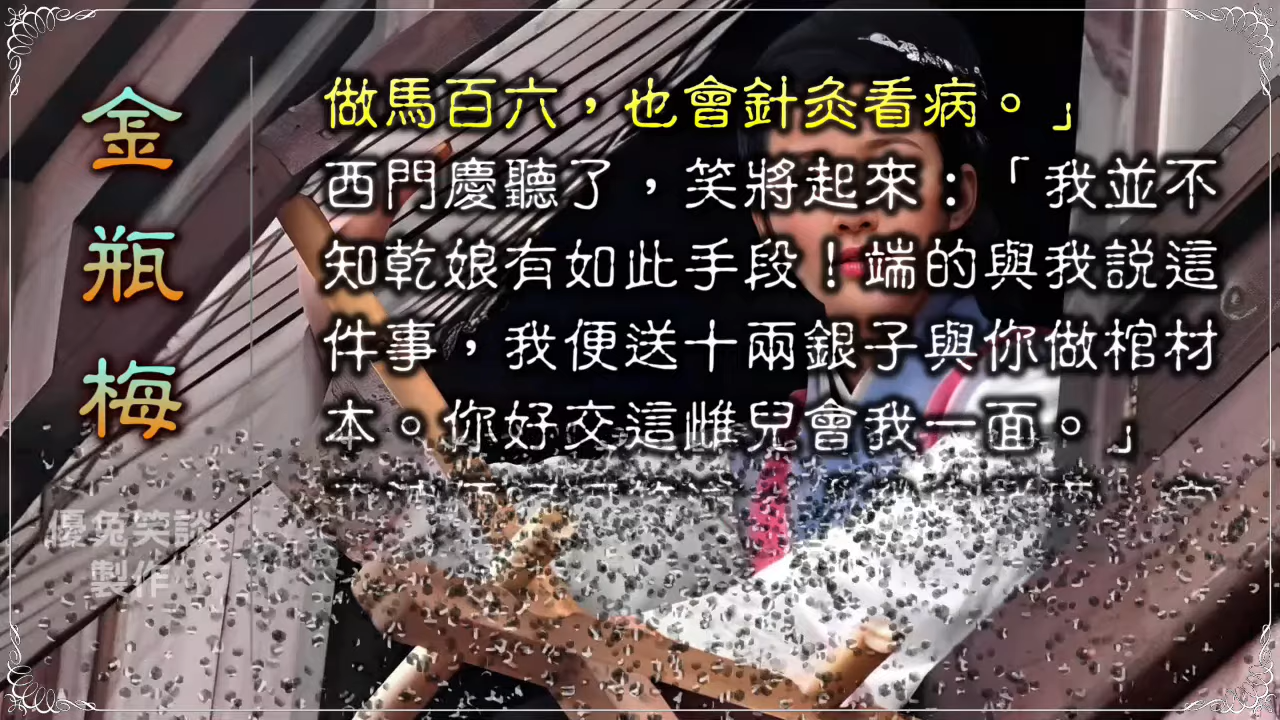 金瓶梅
做馬百六，也會針灸看病。」
西門慶聽了，笑將起來：「我並不
知乾娘有如此手段！端的與我説這
件事，我便送十兩銀子與你做棺材
本。你好交這雌兒會我一面。」
優兔笑談
製作